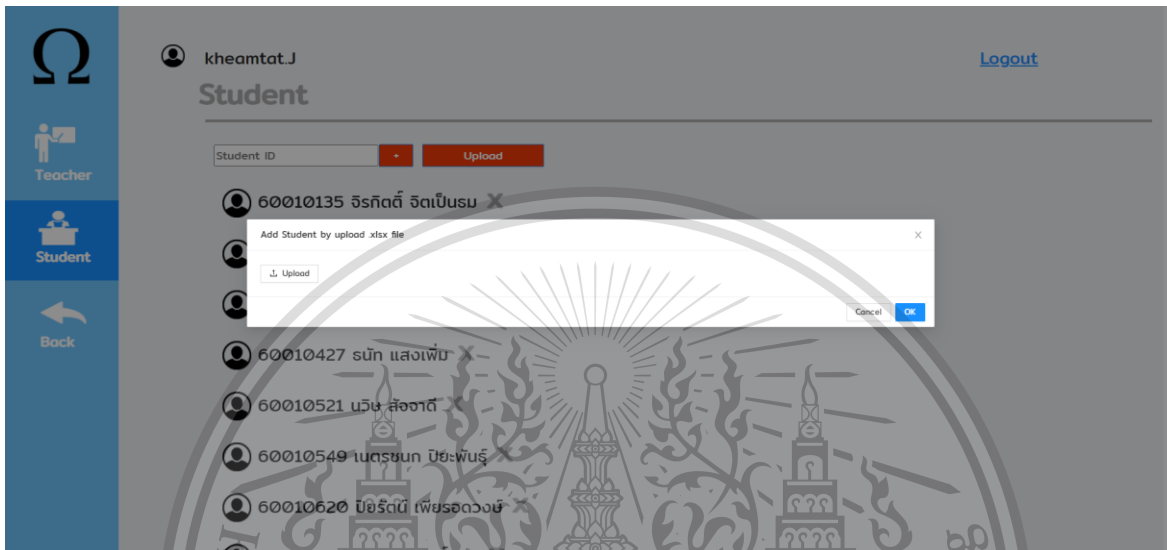 Ω
kheamtat.J
Logout
Student
Teacher
Student
Back
Student ID
+
Upload
60010135 จิรกิตติ์ จิตเป็นธม X
Add Student by upload .xlsx file
X
Upload
Cancel
OK
60010427 ธนัท แสงเพิ่ม X
60010521 นวิษ สัจจาดี X
60010549 เนตรชนก ปิยะพันธุ์ X
60010620 ปิยรัตน์ เพียรอดวงษ์ X